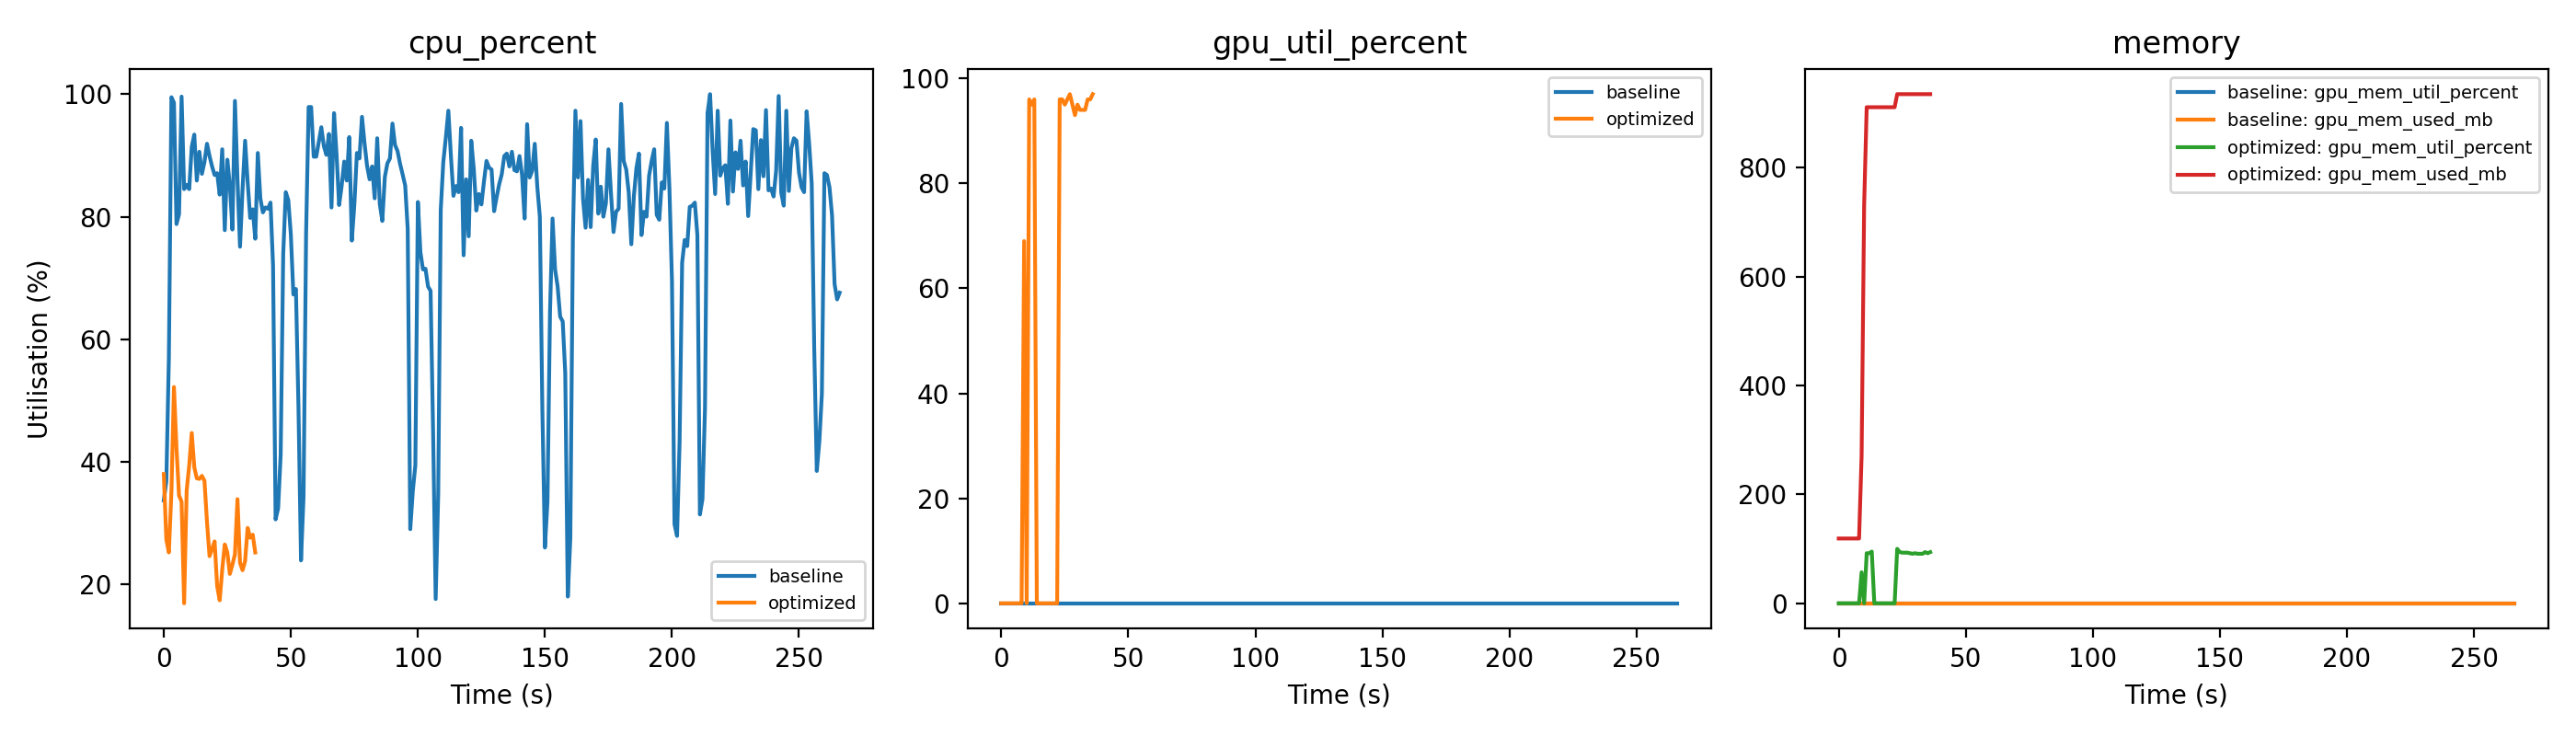 cpu_percent
Utilisation (%)
100
80
60
40
20
0
50
100
150
200
250
Time (s)
baseline
optimized
gpu_util_percent
100
80
60
40
20
0
0
50
100
150
200
250
Time (s)
baseline
optimized
memory
800
600
400
200
0
0
50
100
150
200
250
Time (s)
baseline: gpu_mem_util_percent
baseline: gpu_mem_used_mb
optimized: gpu_mem_util_percent
optimized: gpu_mem_used_mb